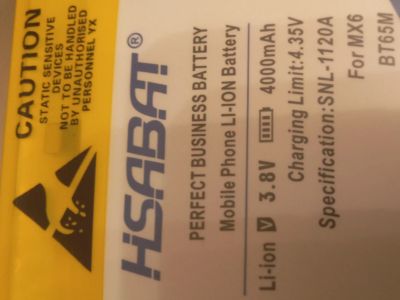 CAUTION
STATIC SENSITIVE
DEVICES
NOT TO BE HANDLED
BY UNAUTHORISED
PERSONNEL YX
HSABAT®
PERFECT BUSINESS BATTERY
Mobile Phone LI-ION Battery
Li-ion V 3.8V 4000mAh
Charging Limit:4.35V
Specification:SNL-1120A
For MX6
BT65M